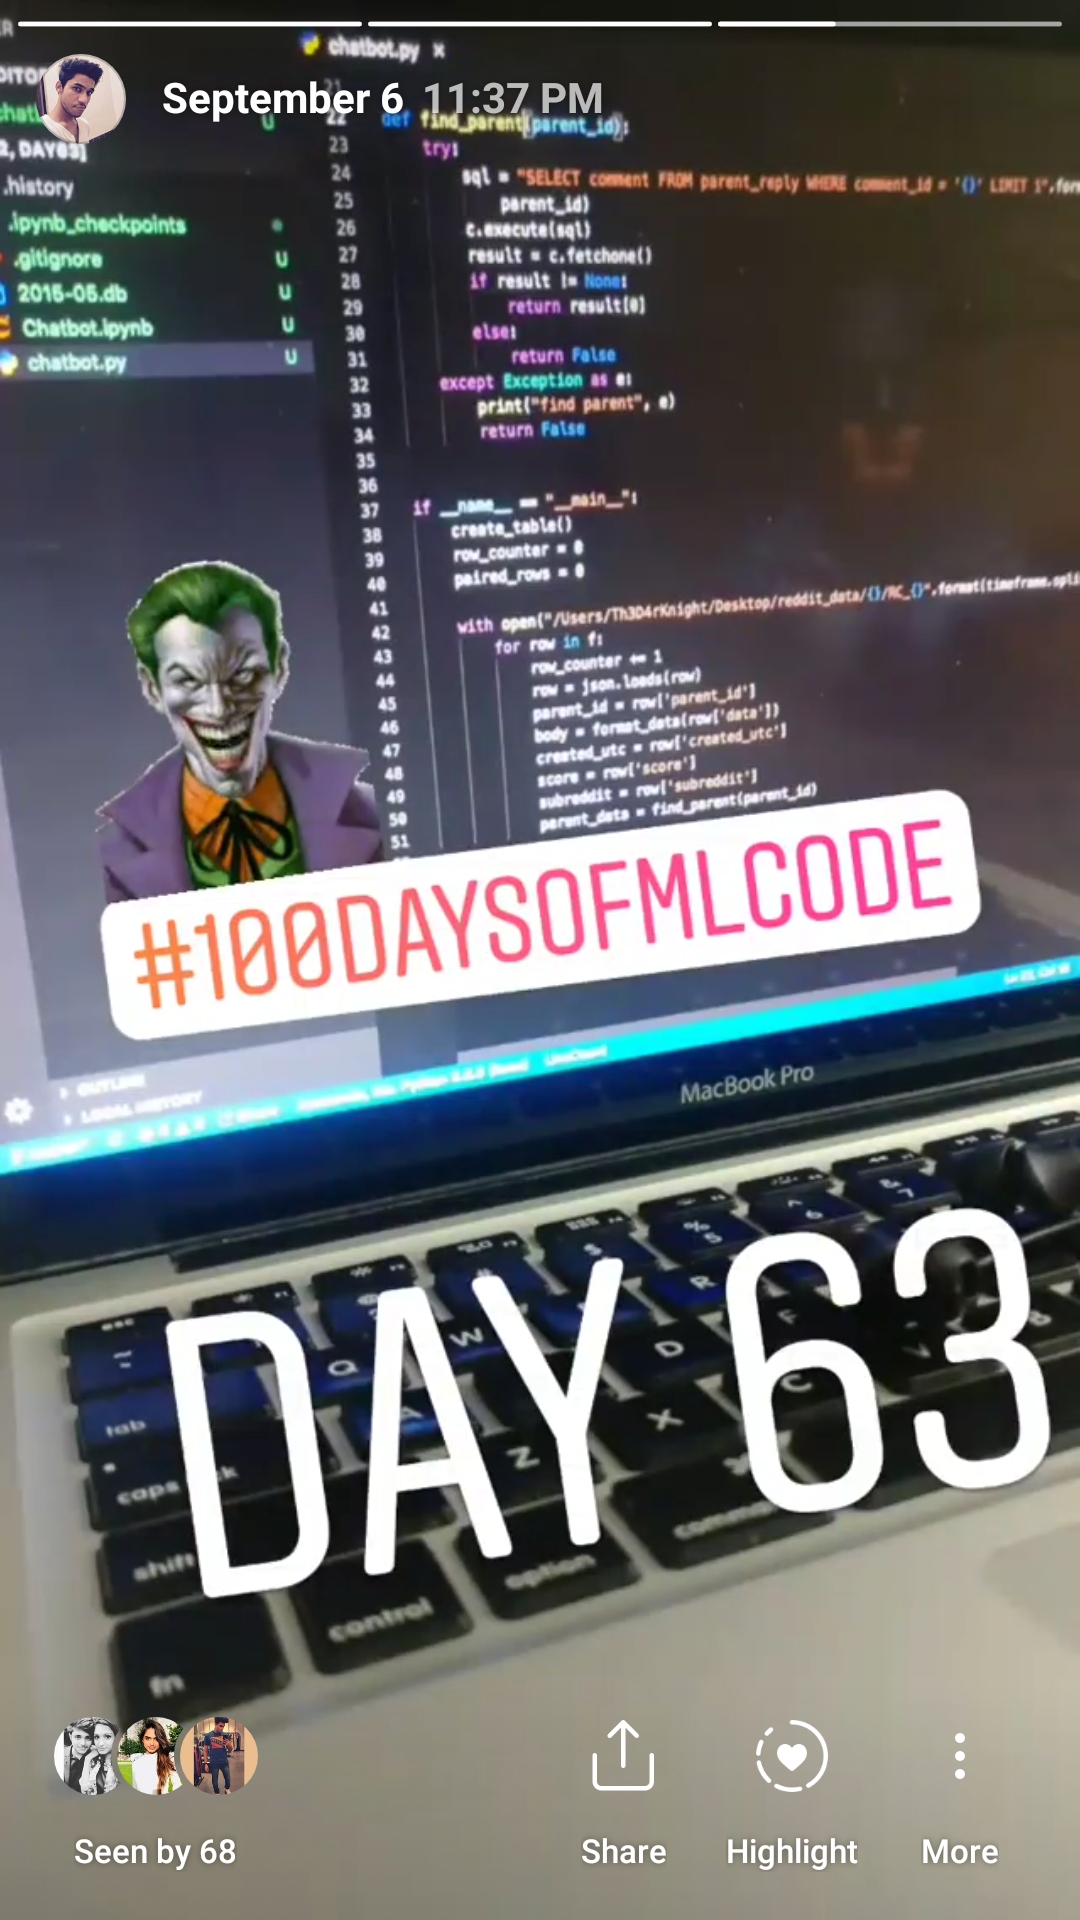 chatbot.py ×
September 6 11:37 PM
DAY63]
.history
.ipynb_checkpoints
.gitignore U
2015-05.db U
Chatbot.ipynb U
chatbot.py U
22 def find_parent(parent_id):
23 try:
24 sql = "SELECT comment FROM parent_reply WHERE comment_id = '{}' LIMIT 1".form
25 parent_id)
26 c.execute(sql)
27 result = c.fetchone()
28 if result != None:
29 return result[0]
30 else:
31 return False
32 except Exception as e:
33 print("find parent", e)
34 return False
35
36
37 if __name__ == "__main__":
38 create_table()
39 row_counter = 0
40 paired_rows = 0
41
42 with open("/Users/Th3D4rKnight/Desktop/reddit_data/{}/RC_{}".format(timeframe.spli
43 for row in f:
44 row_counter += 1
45 row = json.loads(row)
46 parent_id = row['parent_id']
47 body = format_data(row['data'])
48 created_utc = row['created_utc']
49 score = row['score']
50 subreddit = row['subreddit']
51 parent_data = find_parent(parent_id)
#100DAYSOFMLCODE
OUTLINE
LOCAL HISTORY
MacBook Pro
DAY 63
esc
$ % ^ &
5 6 7
tab Q W R
caps A D F
shift Z X C
fn control option
Seen by 68
Share
Highlight
More